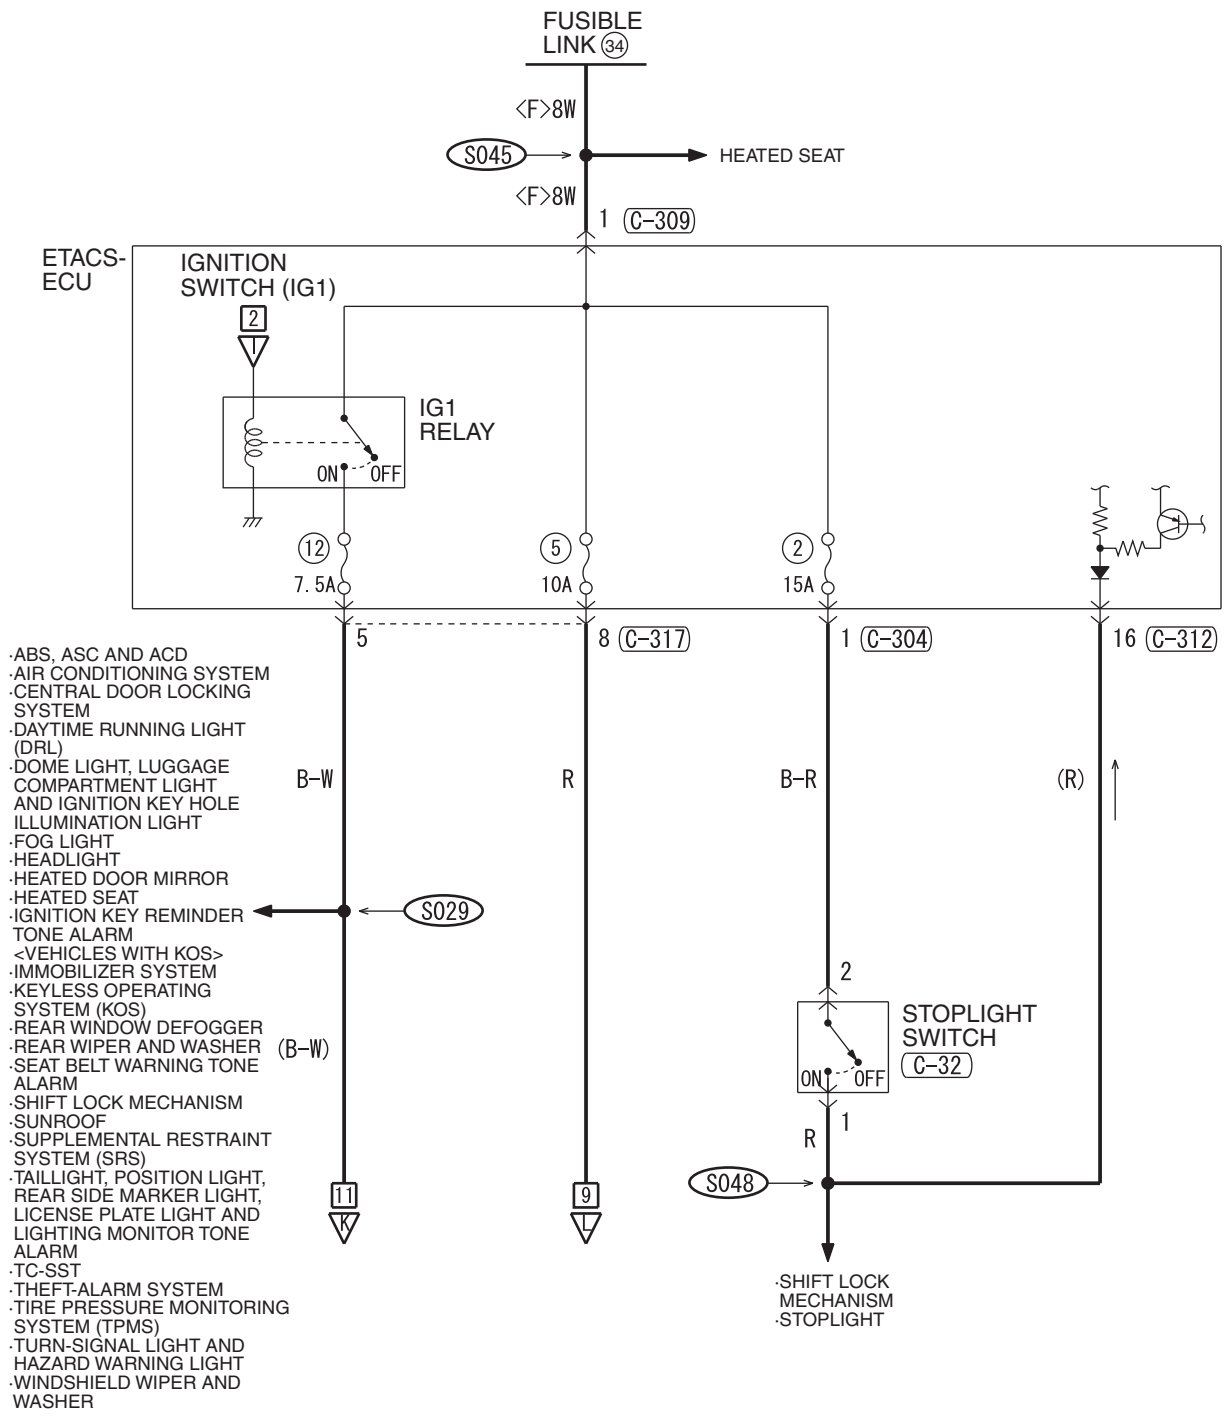 FUSIBLE
LINK 34
<F>8W
S045
HEATED SEAT
<F>8W
1 C-309
ETACS-
ECU
IGNITION
SWITCH (IG1)
2
T
IG1
RELAY
ON OFF
12
7.5A
5
10A
2
15A
5
8 C-317
1 C-304
16 C-312
·ABS, ASC AND ACD
·AIR CONDITIONING SYSTEM
·CENTRAL DOOR LOCKING
SYSTEM
·DAYTIME RUNNING LIGHT
(DRL)
·DOME LIGHT, LUGGAGE
COMPARTMENT LIGHT
AND IGNITION KEY HOLE
ILLUMINATION LIGHT
·FOG LIGHT
·HEADLIGHT
·HEATED DOOR MIRROR
·HEATED SEAT
·IGNITION KEY REMINDER
TONE ALARM
<VEHICLES WITH KOS>
·IMMOBILIZER SYSTEM
·KEYLESS OPERATING
SYSTEM (KOS)
·REAR WINDOW DEFOGGER
·REAR WIPER AND WASHER
·SEAT BELT WARNING TONE
ALARM
·SHIFT LOCK MECHANISM
·SUNROOF
·SUPPLEMENTAL RESTRAINT
SYSTEM (SRS)
·TAILLIGHT, POSITION LIGHT,
REAR SIDE MARKER LIGHT,
LICENSE PLATE LIGHT AND
LIGHTING MONITOR TONE
ALARM
·TC-SST
·THEFT-ALARM SYSTEM
·TIRE PRESSURE MONITORING
SYSTEM (TPMS)
·TURN-SIGNAL LIGHT AND
HAZARD WARNING LIGHT
·WINDSHIELD WIPER AND
WASHER
B-W
R
B-R
(R)
S029
(B-W)
2
STOPLIGHT
SWITCH
C-32
ON OFF
1
R
S048
11
K
9
L
·SHIFT LOCK
MECHANISM
·STOPLIGHT